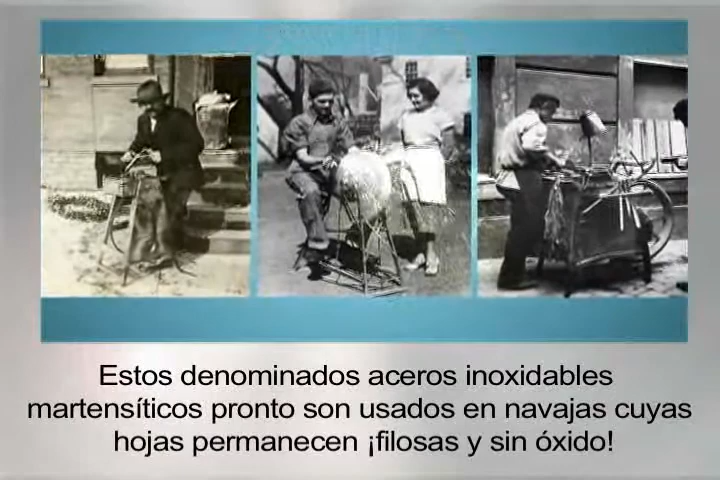 Estos denominados aceros inoxidables
martensíticos pronto son usados en navajas cuyas
hojas permanecen ¡filosas y sin óxido!